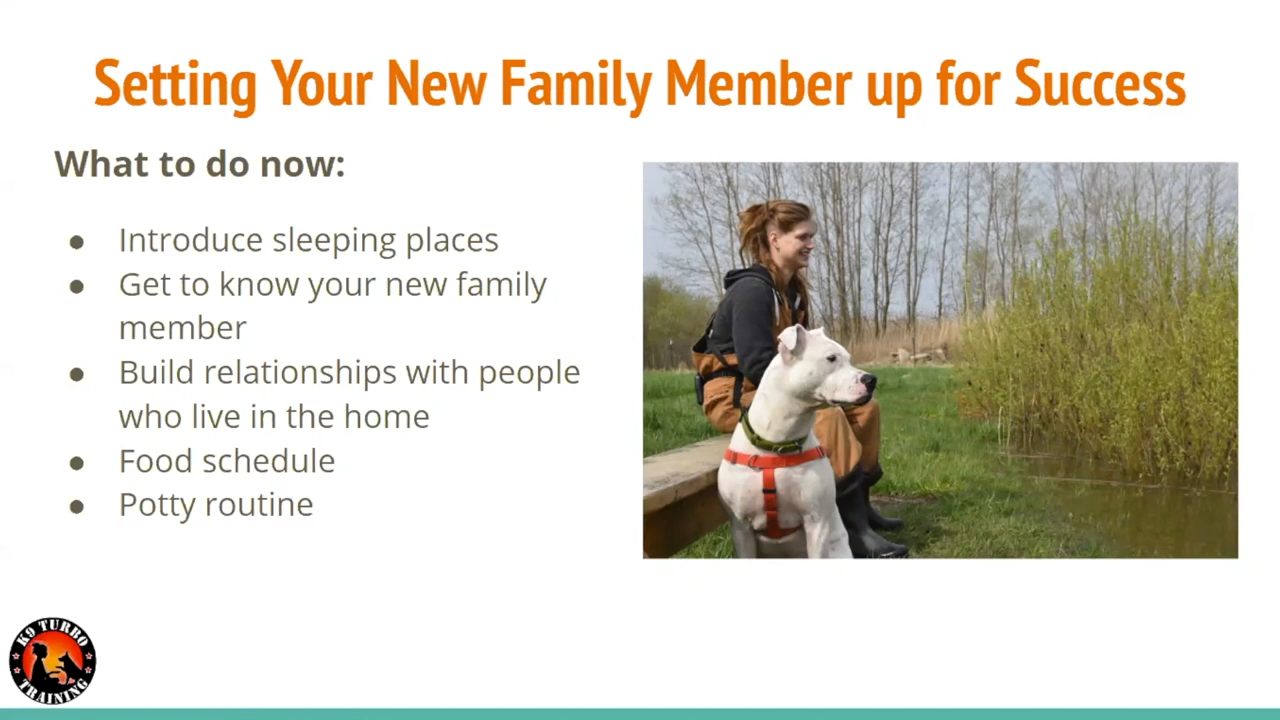 Setting Your New Family Member up for Success
What to do now:
● Introduce sleeping places
● Get to know your new family
member
● Build relationships with people
who live in the home
● Food schedule
● Potty routine
K9 TURBO
TRAINING